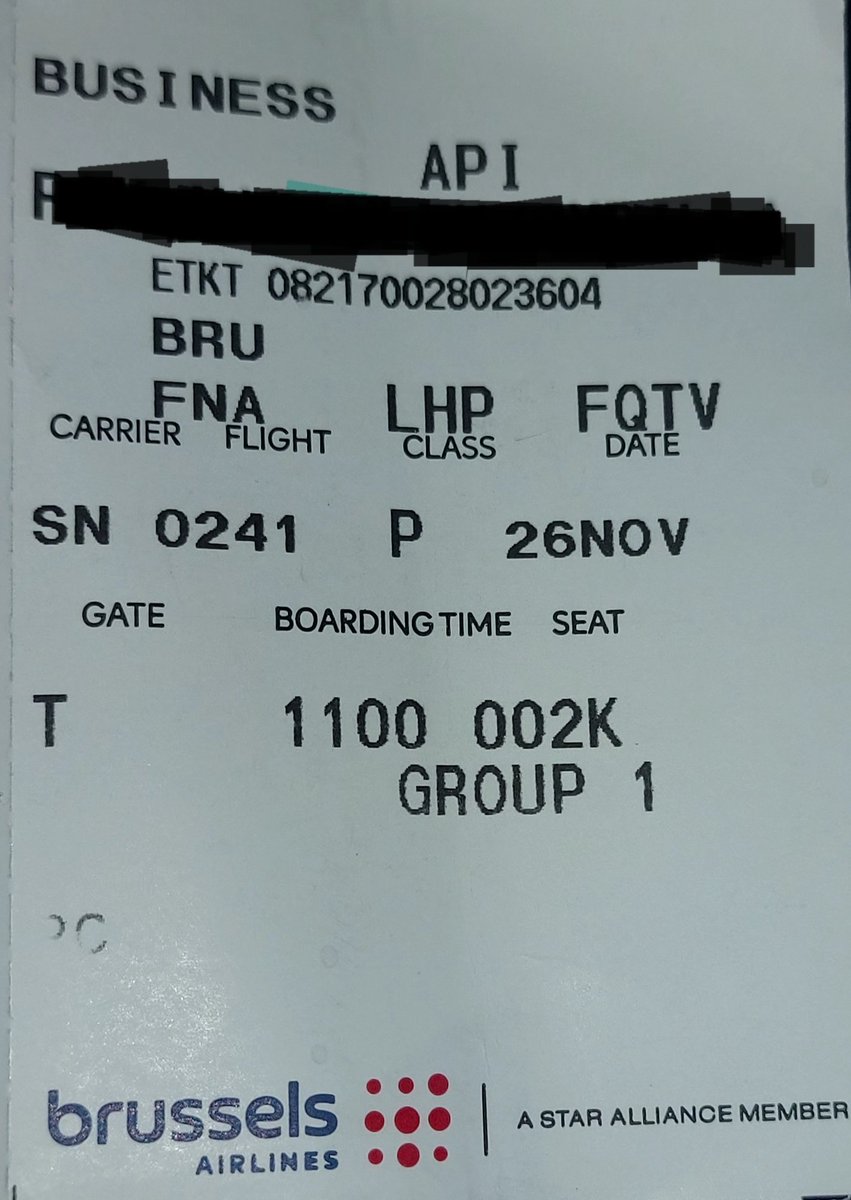 BUSINESS
API
ETKT 082170028023604
BRU
FNA LHP FQTV
CARRIER FLIGHT CLASS DATE
SN 0241 P 26NOV
GATE BOARDING TIME SEAT
T 1100 002K
GROUP 1
brussels
AIRLINES
A STAR ALLIANCE MEMBER